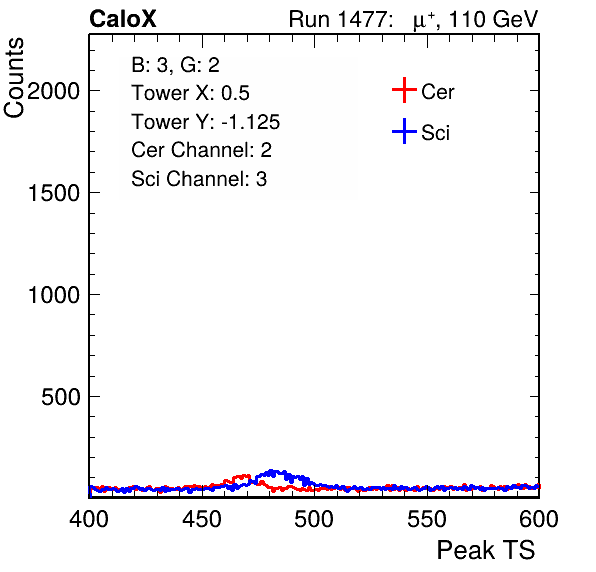 CaloX Run 1477: μ⁺, 110 GeV
Counts
B: 3, G: 2
Tower X: 0.5
Tower Y: -1.125
Cer Channel: 2
Sci Channel: 3
Cer
Sci
2000
1500
1000
500
400 450 500 550 600
Peak TS